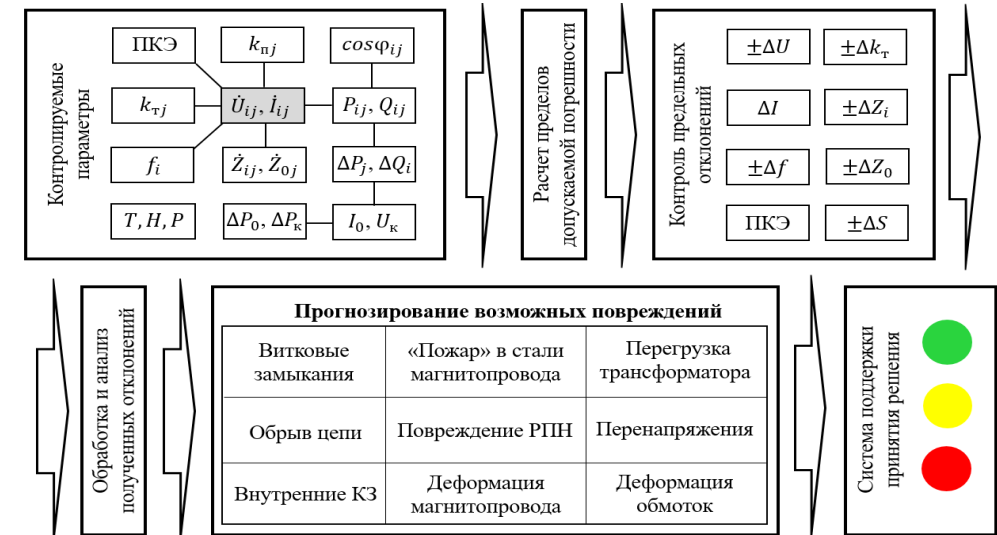 Контролируемые
параметры
ПКЭ
k_пj
cosφ_ij
k_тj
U̇_ij, İ_ij
P_ij, Q_ij
f_i
Ż_ij, Ż_0j
ΔP_j, ΔQ_i
T, H, P
ΔP_0, ΔP_к
I_0, U_к
Расчет пределов
допускаемой погрешности
Контроль предельных
отклонений
±ΔU
±Δk_т
ΔI
±ΔZ_i
±Δf
±ΔZ_0
ПКЭ
±ΔS
Обработка и анализ
полученных отклонений
Прогнозирование возможных повреждений
Витковые
замыкания
«Пожар» в стали
магнитопровода
Перегрузка
трансформатора
Обрыв цепи
Повреждение РПН
Перенапряжения
Внутренние КЗ
Деформация
магнитопровода
Деформация
обмоток
Система поддержки
принятия решения